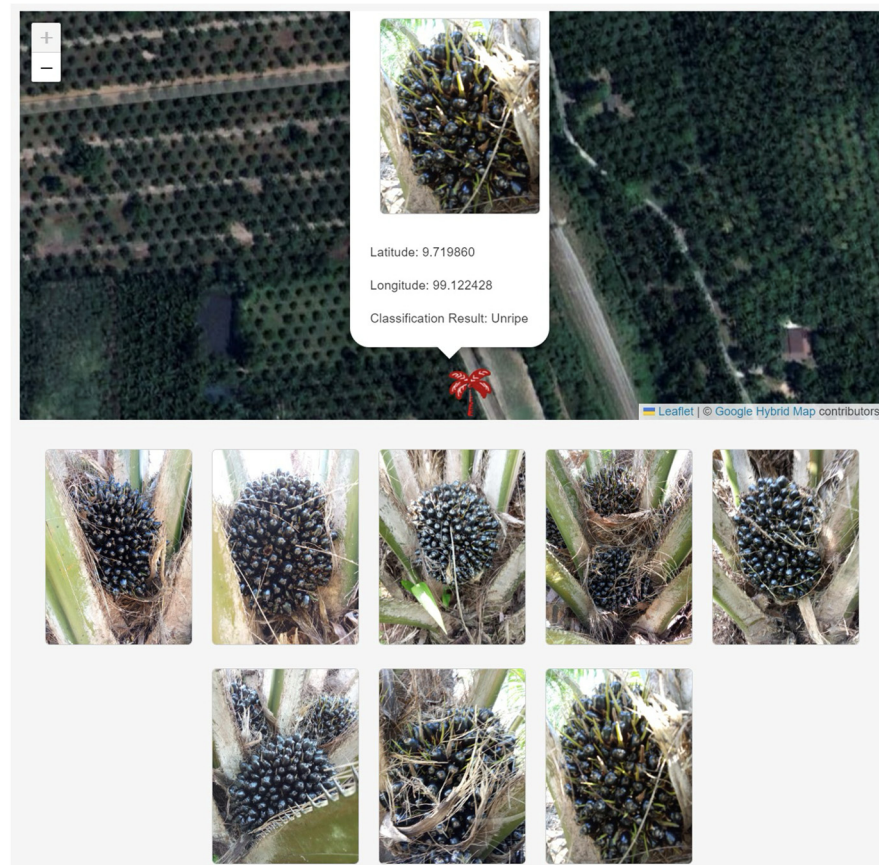 +
−
Latitude: 9.719860
Longitude: 99.122428
Classification Result: Unripe
Leaflet | © Google Hybrid Map contributors